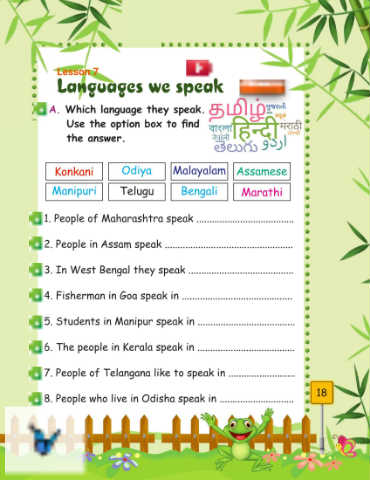 Lesson 7
Languages we speak
A. Which language they speak.
Use the option box to find
the answer.
தமிழ்
ગુજરાતી
বাংলা
हिन्दी
मराठी
తెలుగు
اردو
Konkani
Odiya
Malayalam
Assamese
Manipuri
Telugu
Bengali
Marathi
1. People of Maharashtra speak ....................................
2. People in Assam speak ................................................
3. In West Bengal they speak .......................................
4. Fisherman in Goa speak in .........................................
5. Students in Manipur speak in ....................................
6. The people in Kerala speak in ....................................
7. People of Telangana like to speak in .........................
8. People who live in Odisha speak in ...........................
18